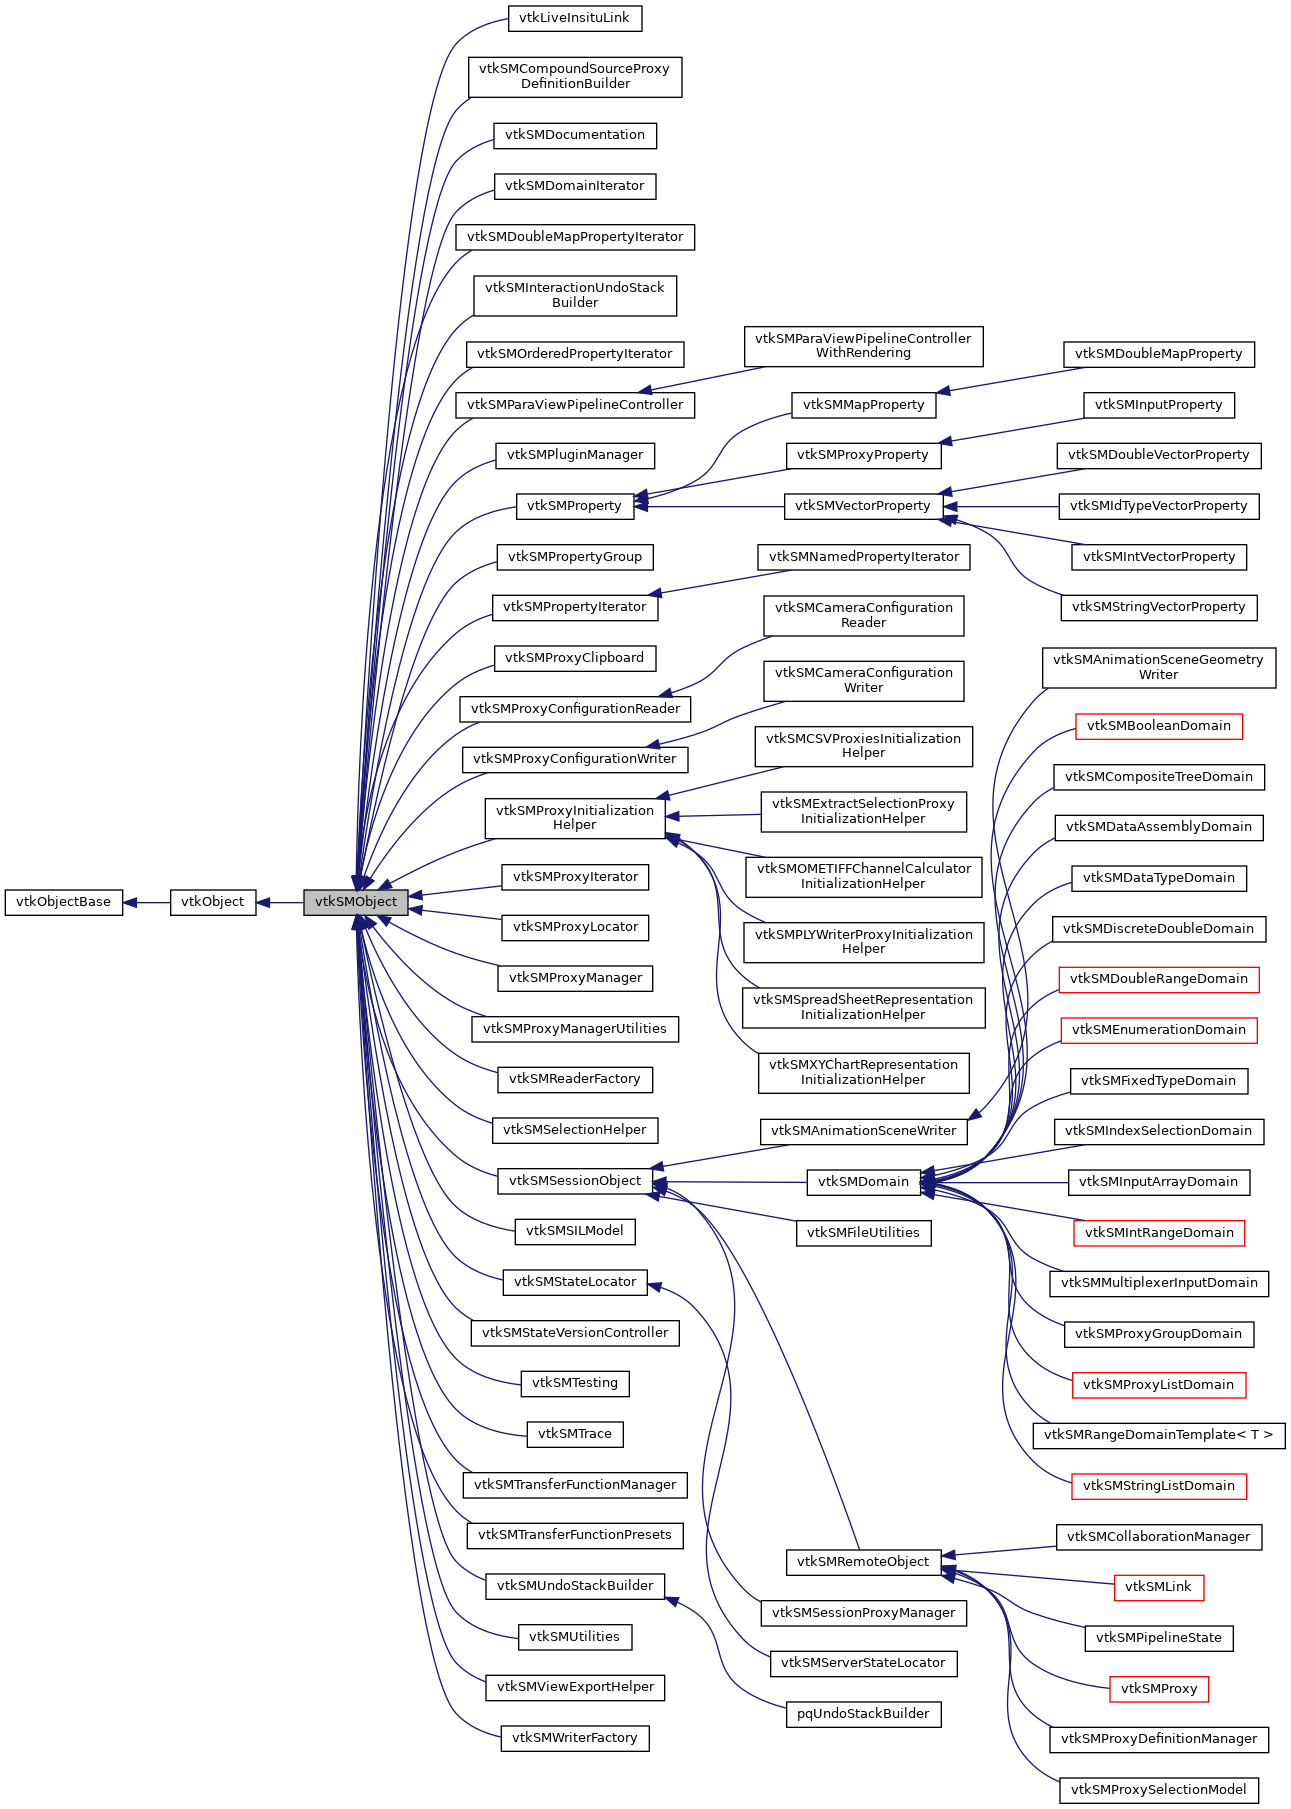 vtkObjectBase
vtkObject
vtkSMObject
vtkLiveInsituLink
vtkSMCompoundSourceProxy
DefinitionBuilder
vtkSMDocumentation
vtkSMDomainIterator
vtkSMDoubleMapPropertyIterator
vtkSMInteractionUndoStack
Builder
vtkSMOrderedPropertyIterator
vtkSMParaViewPipelineController
vtkSMPluginManager
vtkSMProperty
vtkSMPropertyGroup
vtkSMPropertyIterator
vtkSMProxyClipboard
vtkSMProxyConfigurationReader
vtkSMProxyConfigurationWriter
vtkSMProxyInitialization
Helper
vtkSMProxyIterator
vtkSMProxyLocator
vtkSMProxyManager
vtkSMProxyManagerUtilities
vtkSMReaderFactory
vtkSMSelectionHelper
vtkSMSessionObject
vtkSMSILModel
vtkSMStateLocator
vtkSMStateVersionController
vtkSMTesting
vtkSMTrace
vtkSMTransferFunctionManager
vtkSMTransferFunctionPresets
vtkSMUndoStackBuilder
vtkSMUtilities
vtkSMViewExportHelper
vtkSMWriterFactory
vtkSMParaViewPipelineController
WithRendering
vtkSMMapProperty
vtkSMProxyProperty
vtkSMVectorProperty
vtkSMNamedPropertyIterator
vtkSMCameraConfiguration
Reader
vtkSMCameraConfiguration
Writer
vtkSMCSVProxiesInitialization
Helper
vtkSMExtractSelectionProxy
InitializationHelper
vtkSMOMETIFFChannelCalculator
InitializationHelper
vtkSMPLYWriterProxyInitialization
Helper
vtkSMSpreadSheetRepresentation
InitializationHelper
vtkSMXYChartRepresentation
InitializationHelper
vtkSMAnimationSceneWriter
vtkSMDomain
vtkSMFileUtilities
vtkSMRemoteObject
vtkSMSessionProxyManager
vtkSMServerStateLocator
pqUndoStackBuilder
vtkSMDoubleMapProperty
vtkSMInputProperty
vtkSMDoubleVectorProperty
vtkSMIdTypeVectorProperty
vtkSMIntVectorProperty
vtkSMStringVectorProperty
vtkSMAnimationSceneGeometry
Writer
vtkSMBooleanDomain
vtkSMCompositeTreeDomain
vtkSMDataAssemblyDomain
vtkSMDataTypeDomain
vtkSMDiscreteDoubleDomain
vtkSMDoubleRangeDomain
vtkSMEnumerationDomain
vtkSMFixedTypeDomain
vtkSMIndexSelectionDomain
vtkSMInputArrayDomain
vtkSMIntRangeDomain
vtkSMMultiplexerInputDomain
vtkSMProxyGroupDomain
vtkSMProxyListDomain
vtkSMRangeDomainTemplate< T >
vtkSMStringListDomain
vtkSMCollaborationManager
vtkSMLink
vtkSMPipelineState
vtkSMProxy
vtkSMProxyDefinitionManager
vtkSMProxySelectionModel